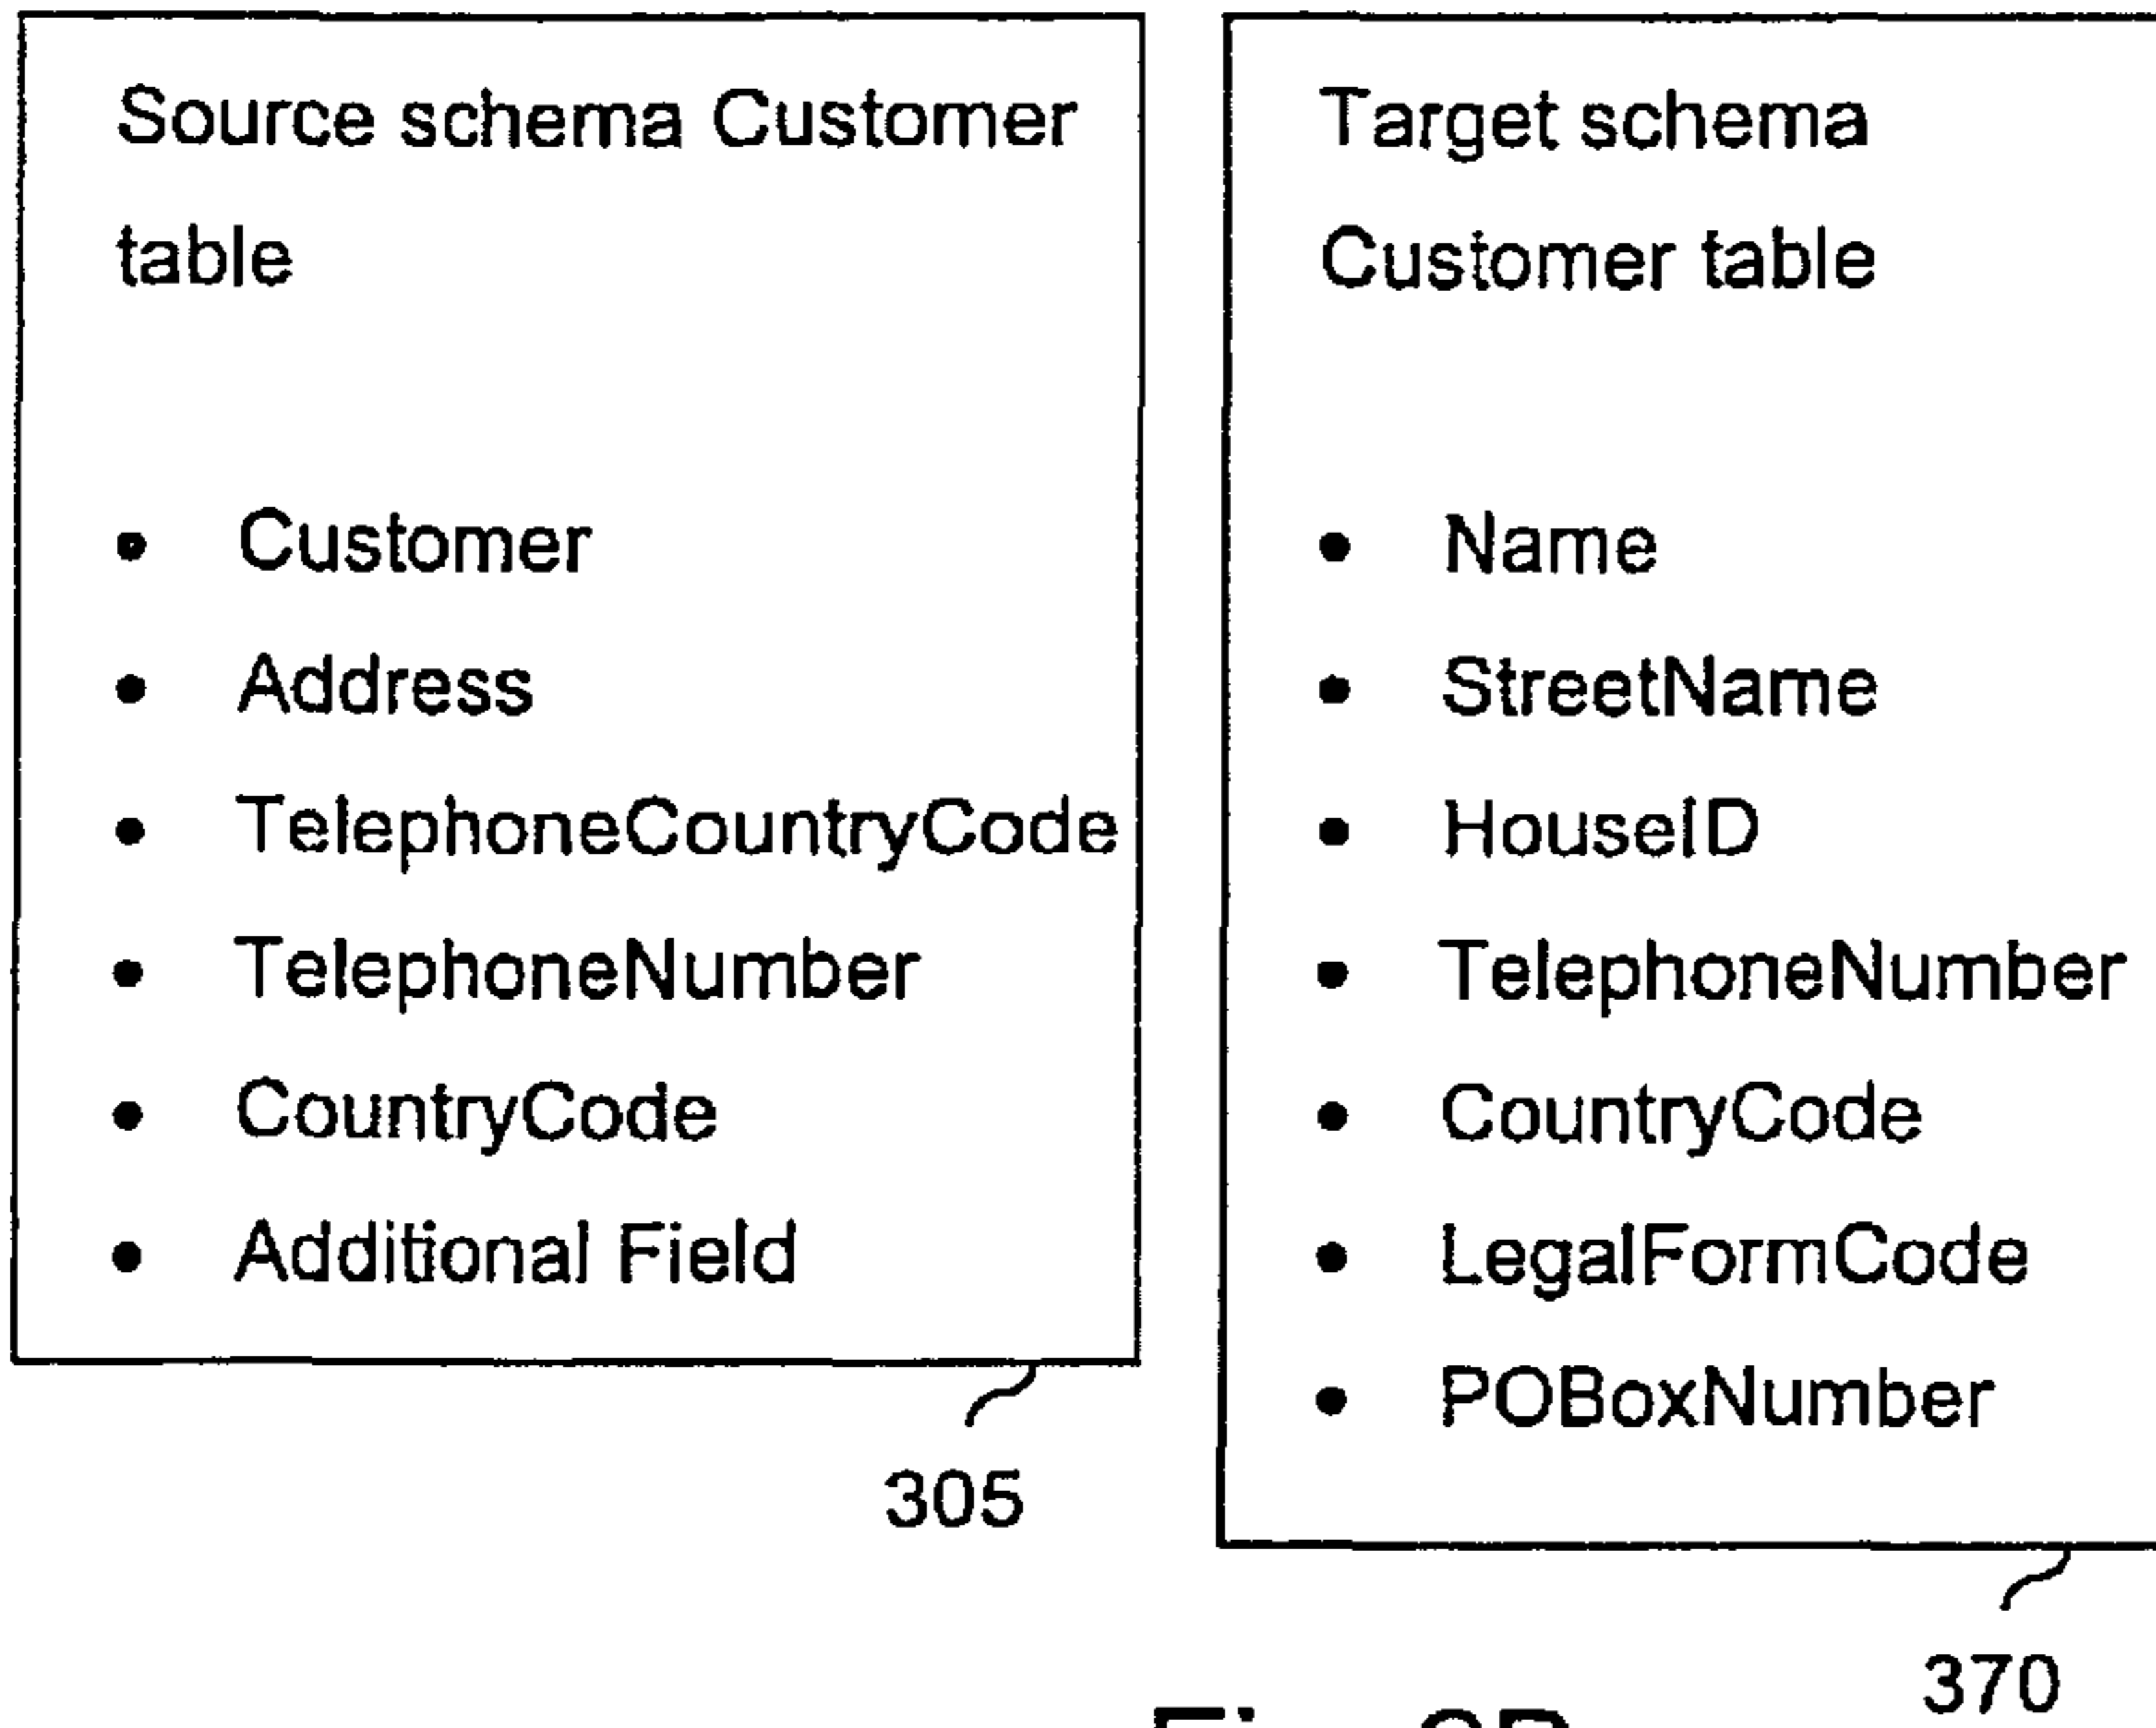 Source schema Customer
table
• Customer
• Address
• TelephoneCountryCode
• TelephoneNumber
• CountryCode
• Additional Field
305
Target schema
Customer table
• Name
• StreetName
• HouseID
• TelephoneNumber
• CountryCode
• LegalFormCode
• POBoxNumber
370